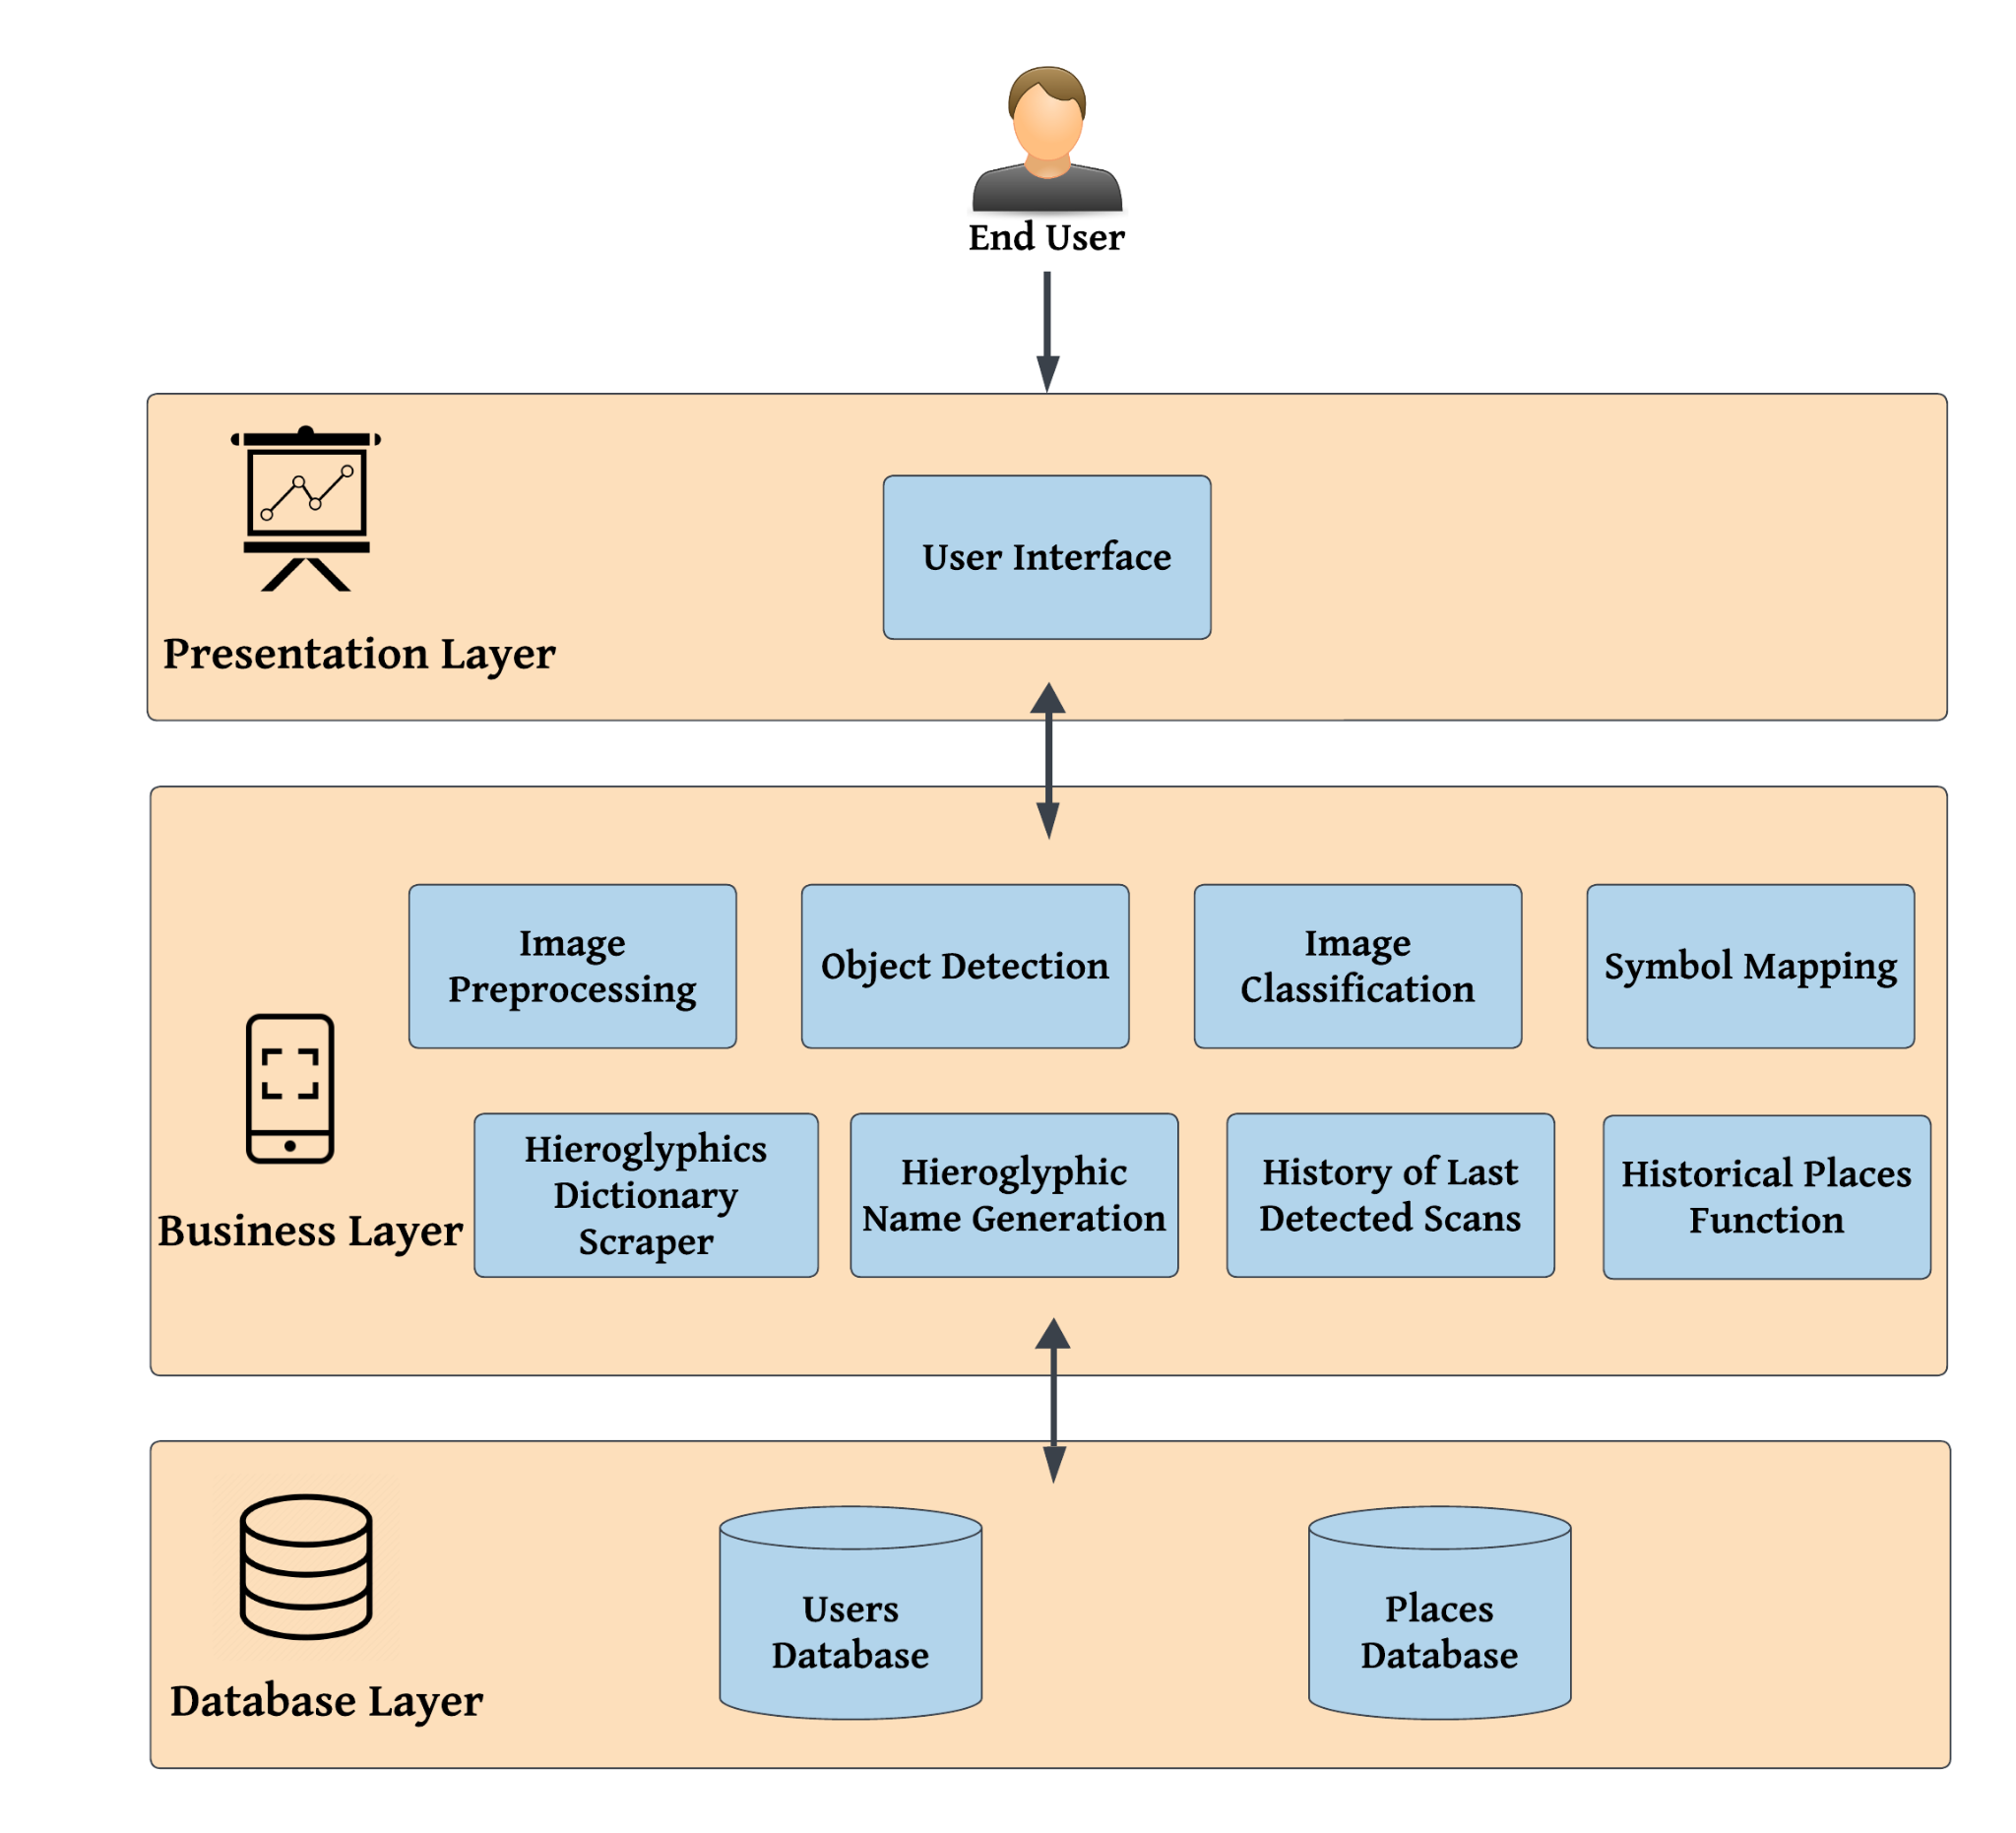 End User
User Interface
Presentation Layer
Image
Preprocessing
Object Detection
Image
Classification
Symbol Mapping
Hieroglyphics
Dictionary
Scraper
Hieroglyphic
Name Generation
History of Last
Detected Scans
Historical Places
Function
Business Layer
Users
Database
Places
Database
Database Layer